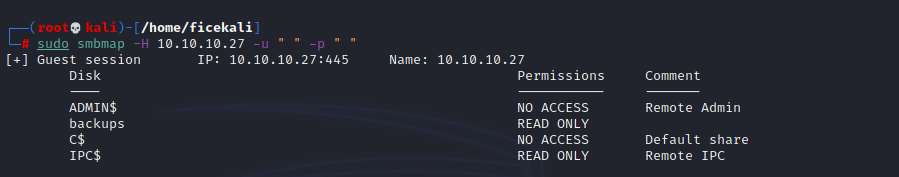 ┌──(root💀kali)-[/home/ficekali]
└─# sudo smbmap -H 10.10.10.27 -u " " -p " "
[+] Guest session       IP: 10.10.10.27:445     Name: 10.10.10.27
Disk    Permissions     Comment
----    -----------     -------
ADMIN$  NO ACCESS       Remote Admin
backups READ ONLY
C$      NO ACCESS       Default share
IPC$    READ ONLY       Remote IPC